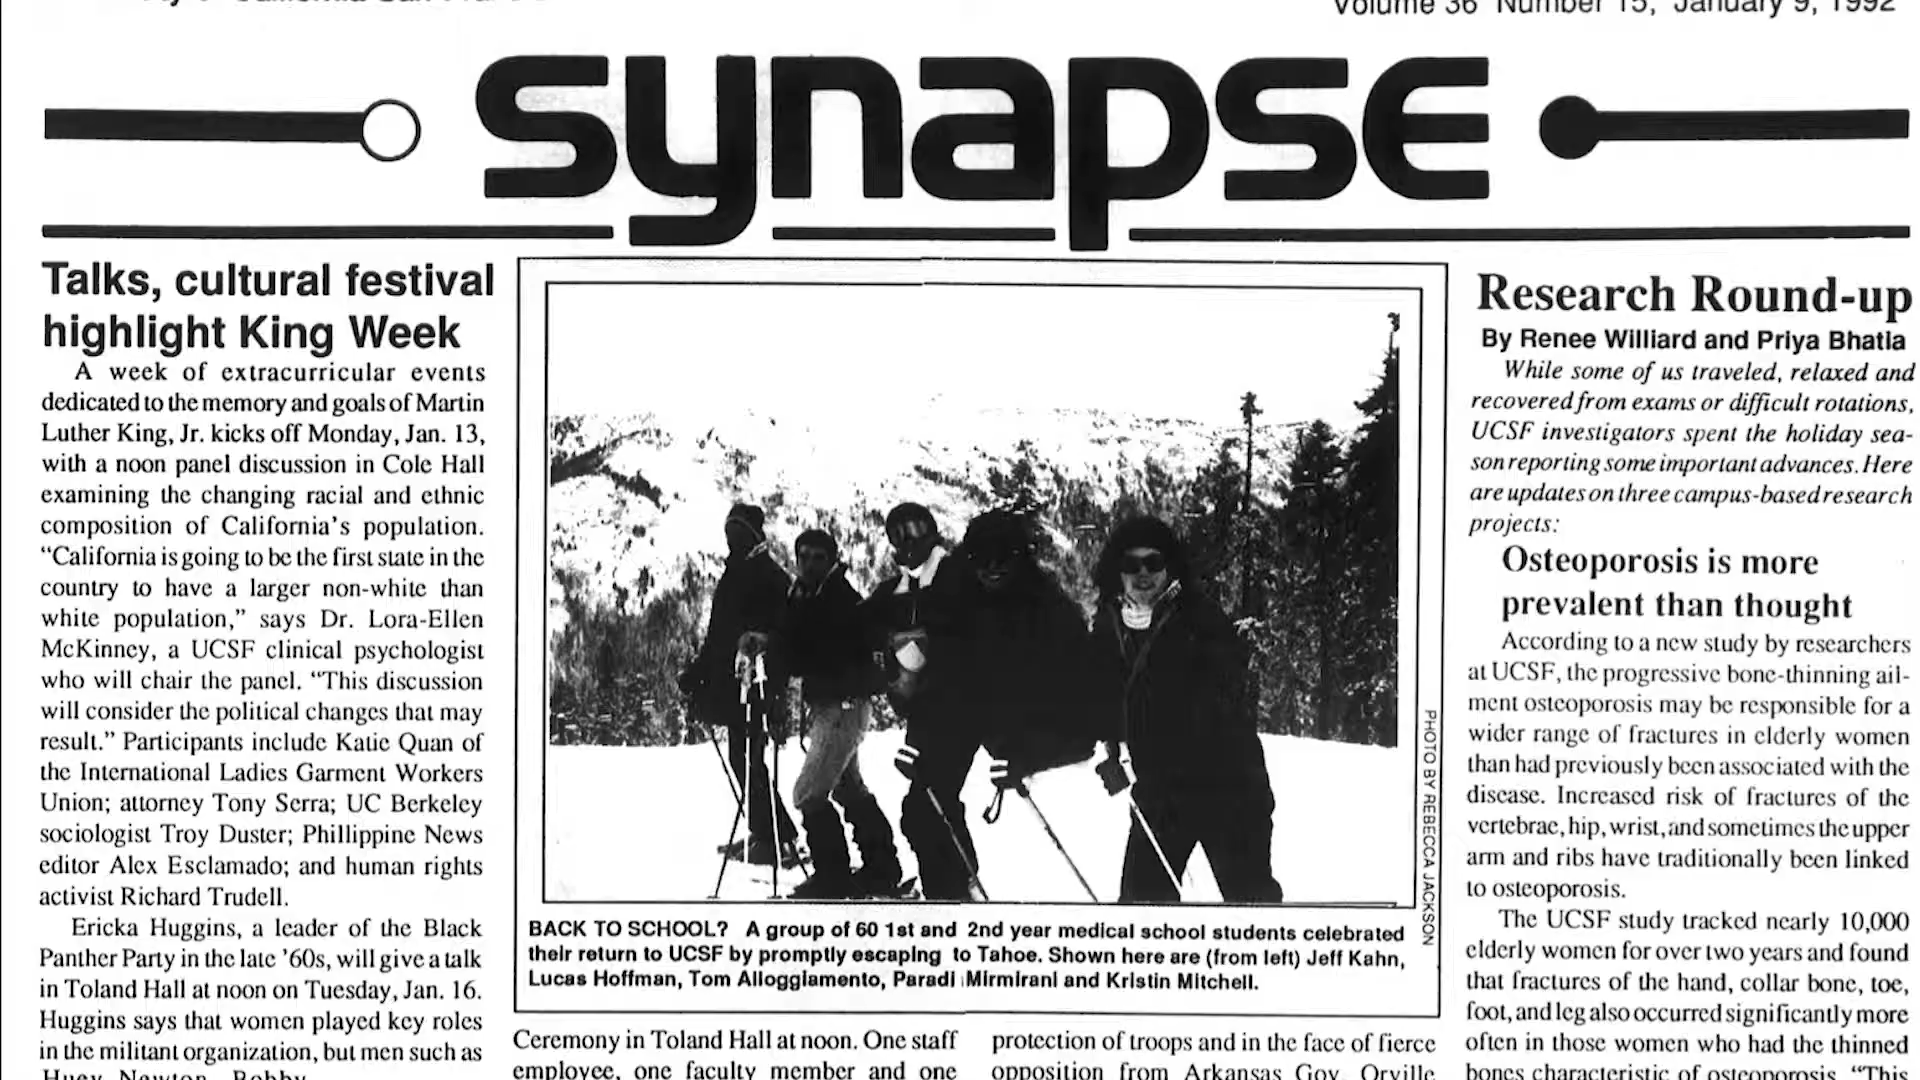 Volume 36 Number 15, January 9, 1992
synapse
Talks, cultural festival
highlight King Week
A week of extracurricular events
dedicated to the memory and goals of Martin
Luther King, Jr. kicks off Monday, Jan. 13,
with a noon panel discussion in Cole Hall
examining the changing racial and ethnic
composition of California's population.
“California is going to be the first state in the
country to have a larger non-white than
white population,” says Dr. Lora-Ellen
McKinney, a UCSF clinical psychologist
who will chair the panel. “This discussion
will consider the political changes that may
result.” Participants include Katie Quan of
the International Ladies Garment Workers
Union; attorney Tony Serra; UC Berkeley
sociologist Troy Duster; Phillippine News
editor Alex Esclamado; and human rights
activist Richard Trudell.
Ericka Huggins, a leader of the Black
Panther Party in the late ’60s, will give a talk
in Toland Hall at noon on Tuesday, Jan. 16.
Huggins says that women played key roles
in the militant organization, but men such as
Huey Newton, Bobby
PHOTO BY REBECCA JACKSON
BACK TO SCHOOL? A group of 60 1st and 2nd year medical school students celebrated
their return to UCSF by promptly escaping to Tahoe. Shown here are (from left) Jeff Kahn,
Lucas Hoffman, Tom Alloggiamento, Paradi Mirmirani and Kristin Mitchell.
Ceremony in Toland Hall at noon. One staff
employee, one faculty member and one
protection of troops and in the face of fierce
opposition from Arkansas Gov. Orville
Research Round-up
By Renee Williard and Priya Bhatia
While some of us traveled, relaxed and
recovered from exams or difficult rotations,
UCSF investigators spent the holiday sea-
son reporting some important advances. Here
are updates on three campus-based research
projects:
Osteoporosis is more
prevalent than thought
According to a new study by researchers
at UCSF, the progressive bone-thinning ail-
ment osteoporosis may be responsible for a
wider range of fractures in elderly women
than had previously been associated with the
disease. Increased risk of fractures of the
vertebrae, hip, wrist, and sometimes the upper
arm and ribs have traditionally been linked
to osteoporosis.
The UCSF study tracked nearly 10,000
elderly women for over two years and found
that fractures of the hand, collar bone, toe,
foot, and leg also occurred significantly more
often in those women who had the thinned
bones characteristic of osteoporosis. “This